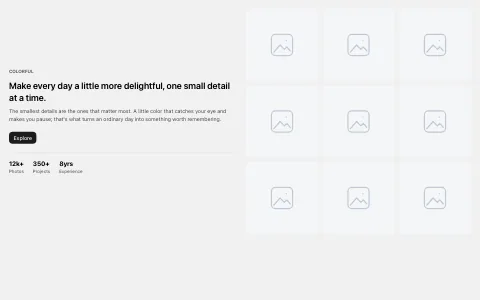 COLORFUL
Make every day a little more delightful, one small detail
at a time.
The smallest details are the ones that matter most. A little color that catches your eye and
makes you pause; that's what turns an ordinary day into something worth remembering.
Explore
12k+ 350+ 8yrs
Photos Projects Experience